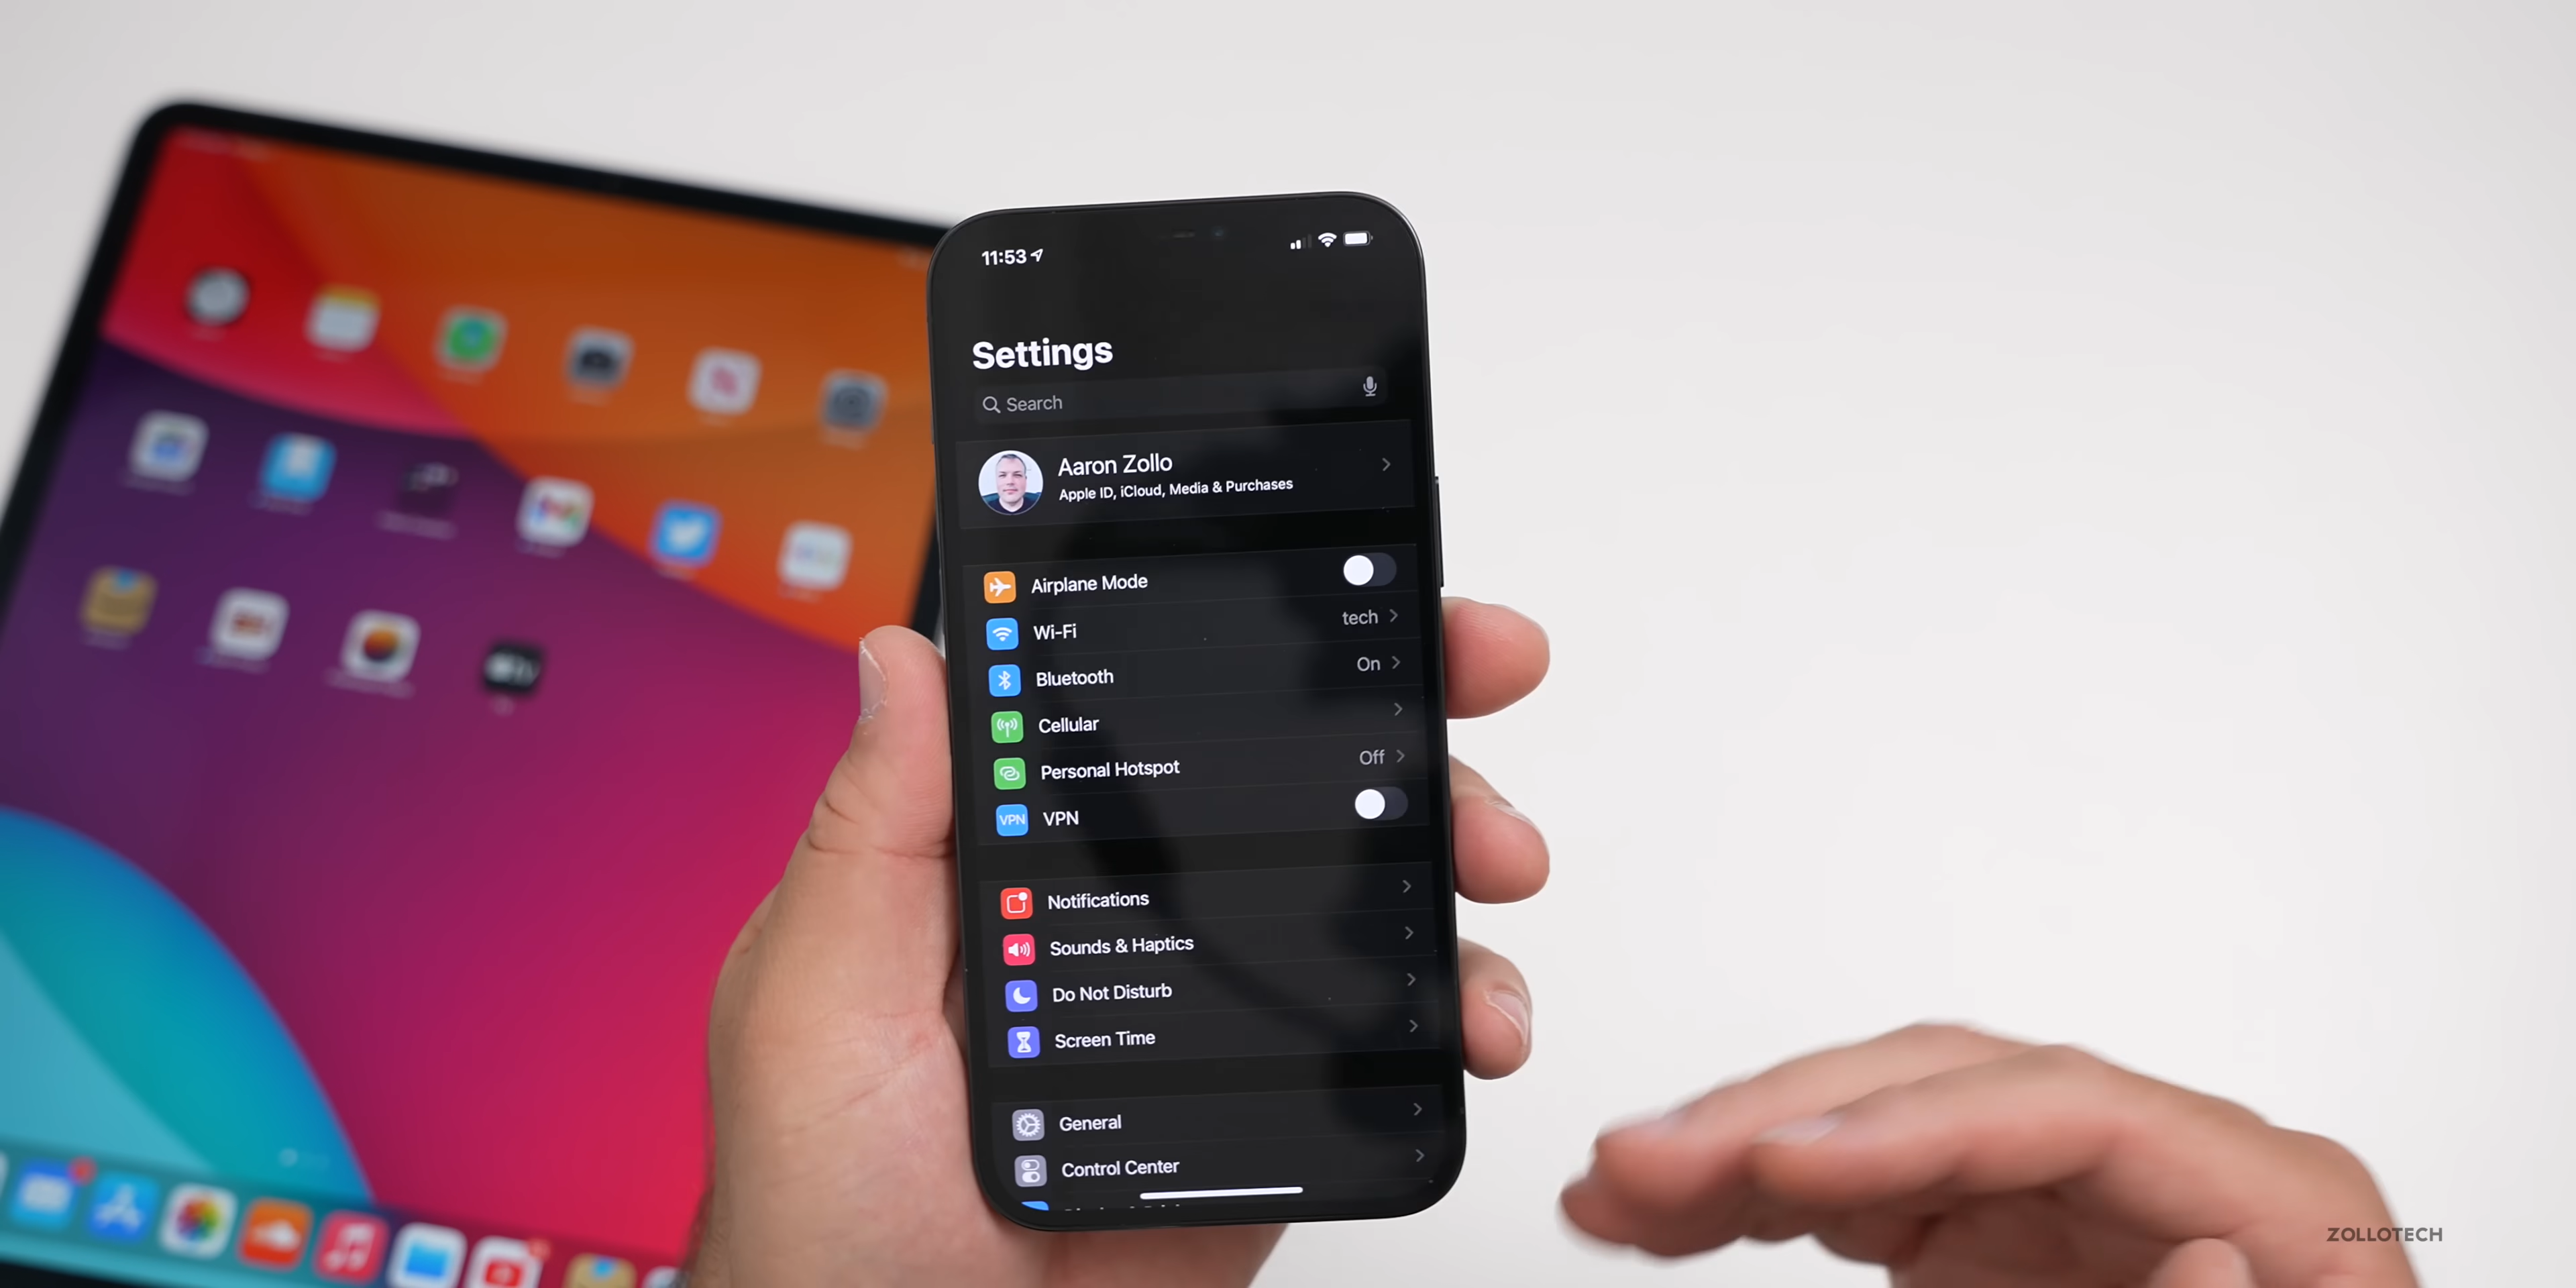 11:53
Settings
Search
Aaron Zollo
Apple ID, iCloud, Media & Purchases
Airplane Mode
Wi-Fi
tech
Bluetooth
On
Cellular
Personal Hotspot
Off
VPN
VPN
Notifications
Sounds & Haptics
Do Not Disturb
Screen Time
General
Control Center
ZOLLOTECH